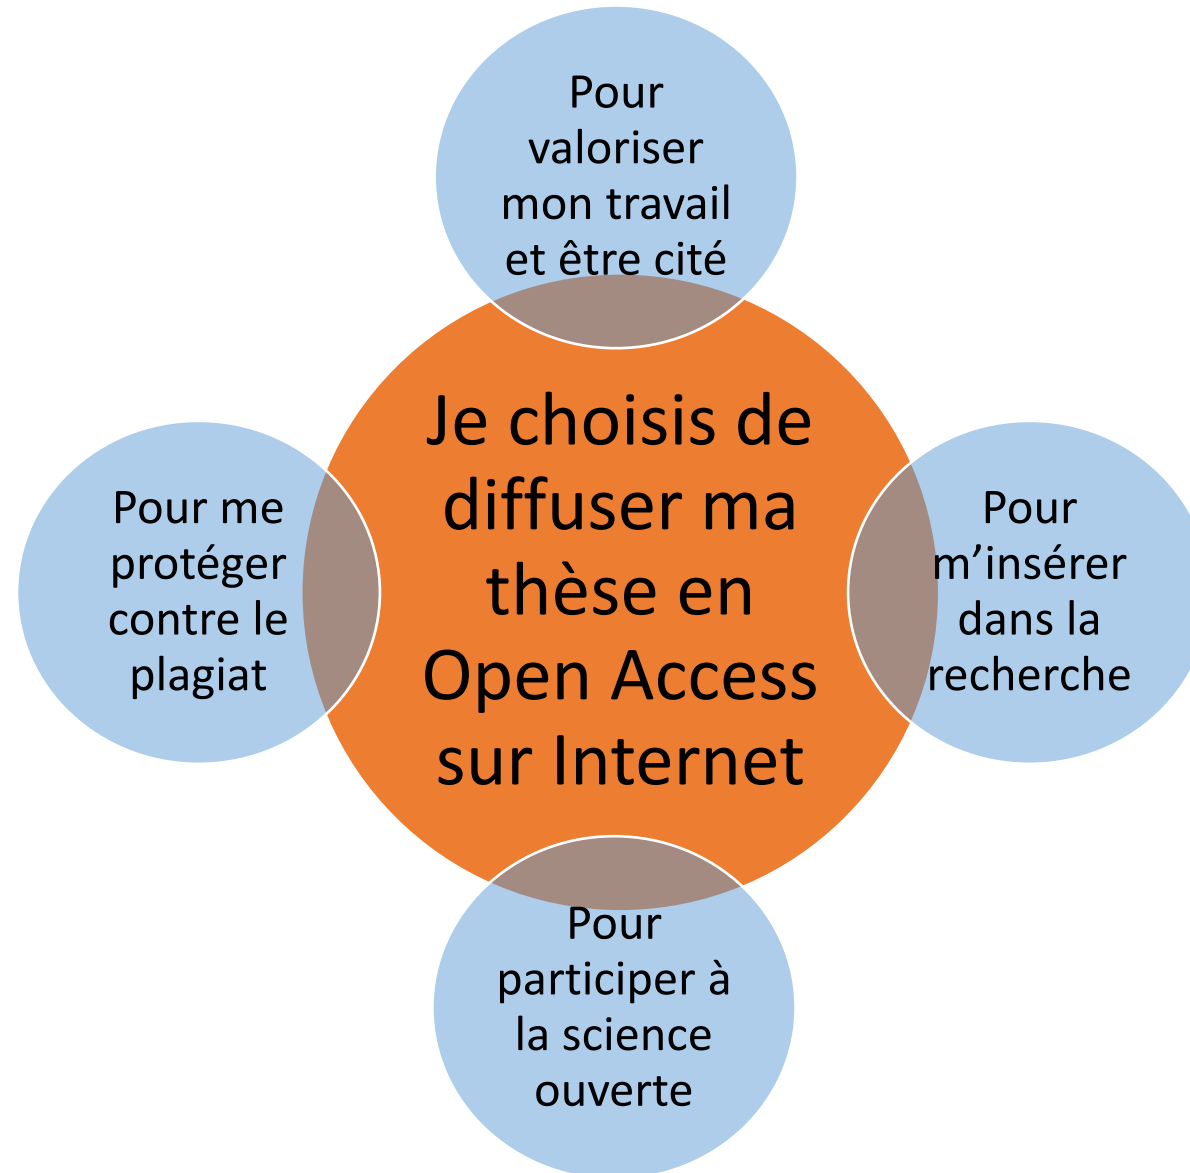 Pour
valoriser
mon travail
et être cité
Je choisis de
diffuser ma
thèse en
Open Access
sur Internet
Pour me
protéger
contre le
plagiat
Pour
m’insérer
dans la
recherche
Pour
participer à
la science
ouverte